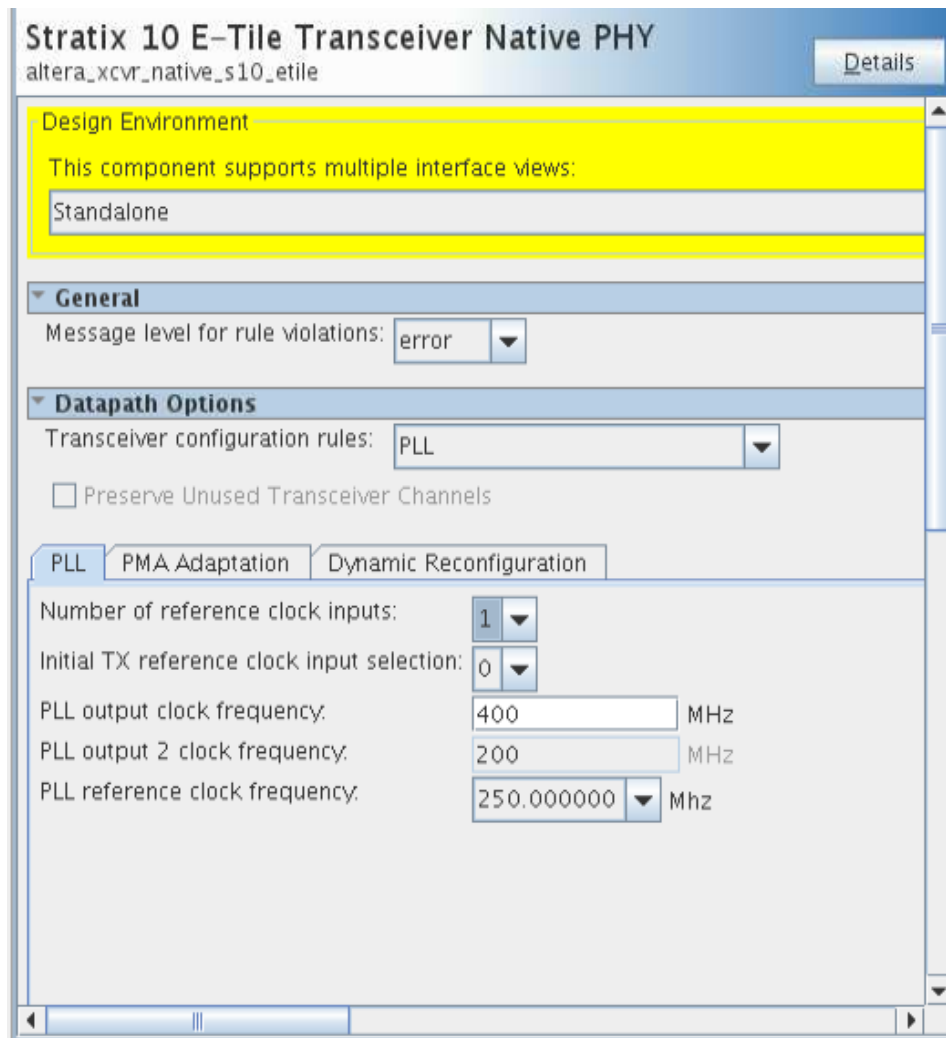 Stratix 10 E-Tile Transceiver Native PHY
altera_xcvr_native_s10_etile
Details
Design Environment
This component supports multiple interface views:
Standalone
General
Message level for rule violations: error
Datapath Options
Transceiver configuration rules: PLL
Preserve Unused Transceiver Channels
PLL PMA Adaptation Dynamic Reconfiguration
Number of reference clock inputs: 1
Initial TX reference clock input selection: 0
PLL output clock frequency: 400 MHz
PLL output 2 clock frequency: 200 MHz
PLL reference clock frequency: 250.000000 Mhz